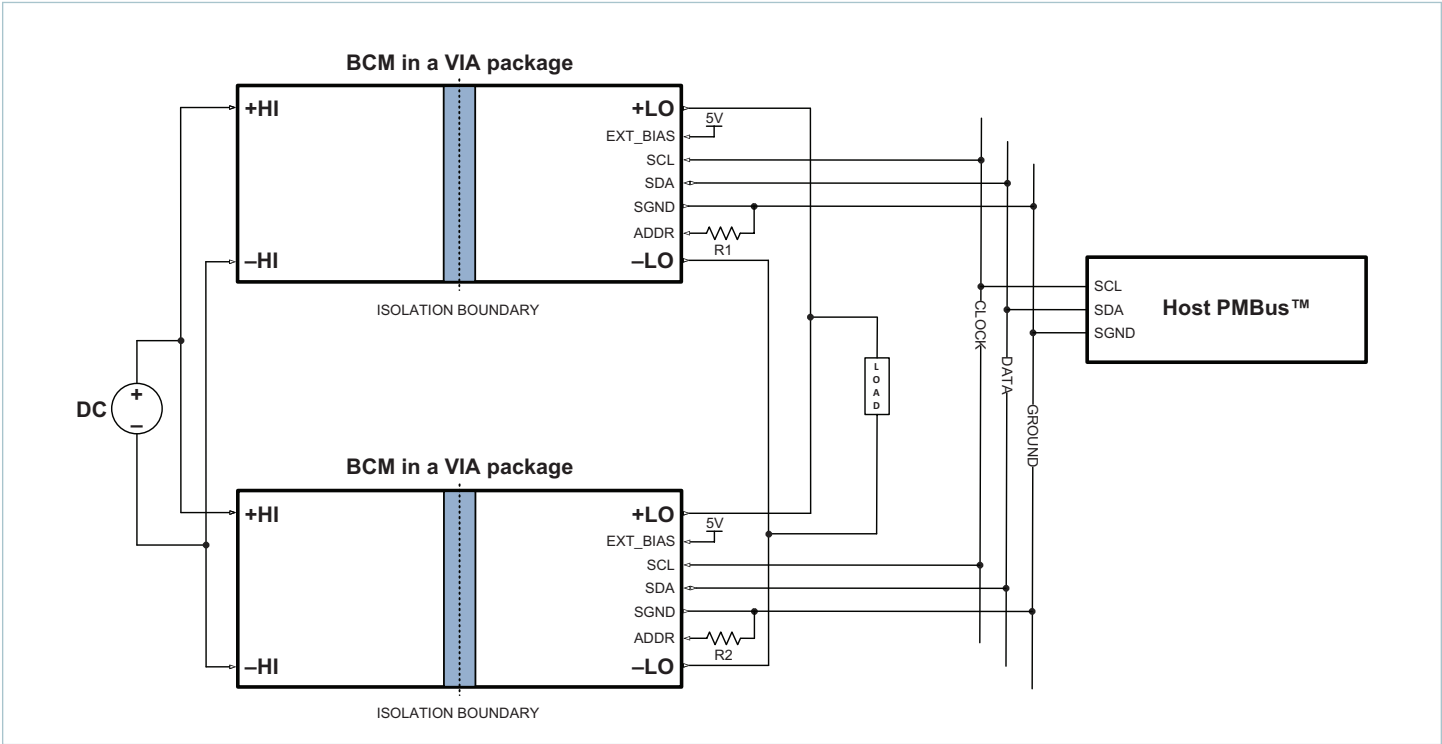 BCM in a VIA package
+HI
–HI
+LO
5V
EXT_BIAS
SCL
SDA
SGND
ADDR
R1
–LO
ISOLATION BOUNDARY
DC
+
–
LOAD
CLOCK
DATA
GROUND
SCL
SDA
SGND
Host PMBus™
BCM in a VIA package
+HI
–HI
+LO
5V
EXT_BIAS
SCL
SDA
SGND
ADDR
R2
–LO
ISOLATION BOUNDARY